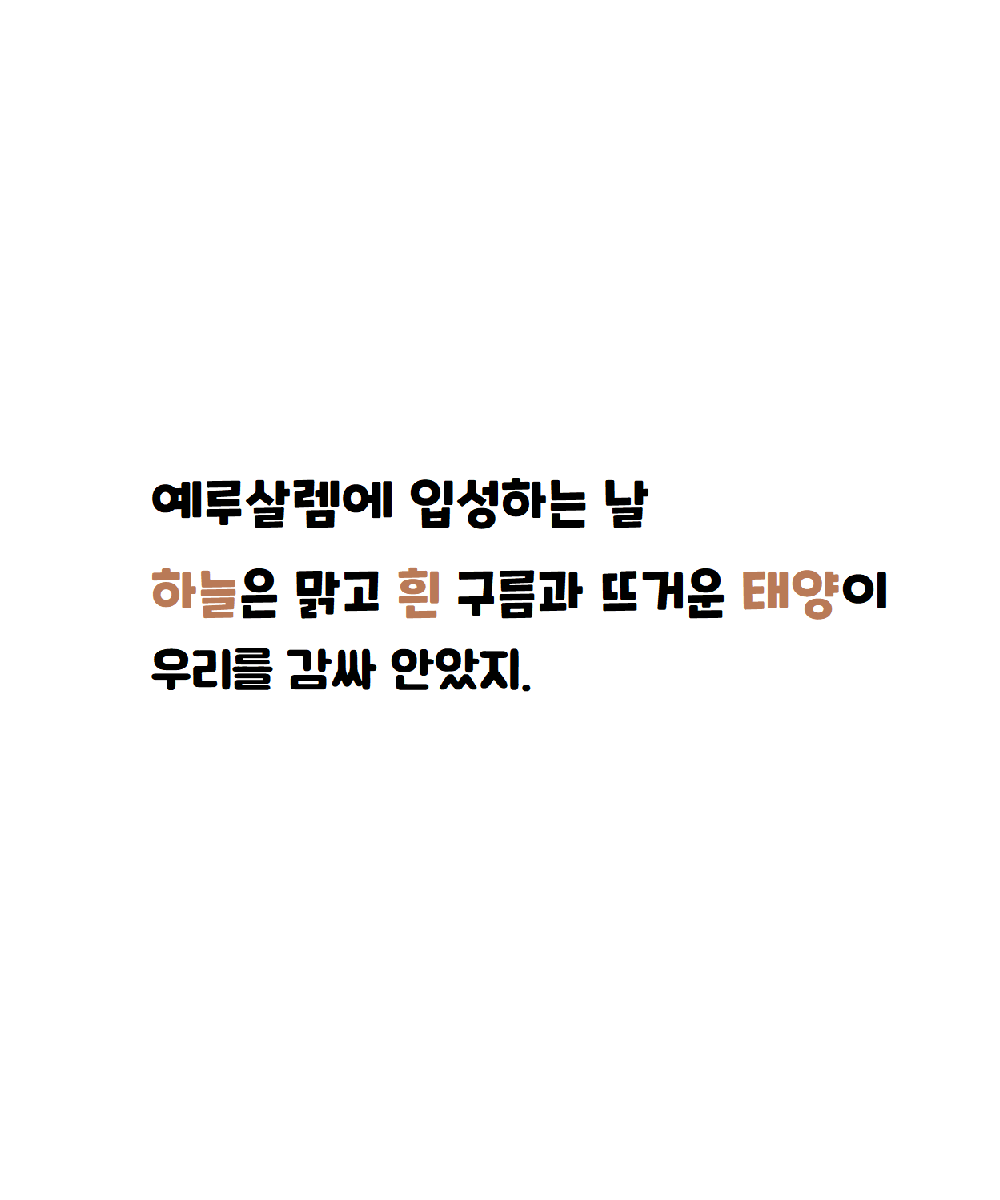 예루살렘에 입성하는 날
하늘은 맑고 흰 구름과 뜨거운 태양이
우리를 감싸 안았지.